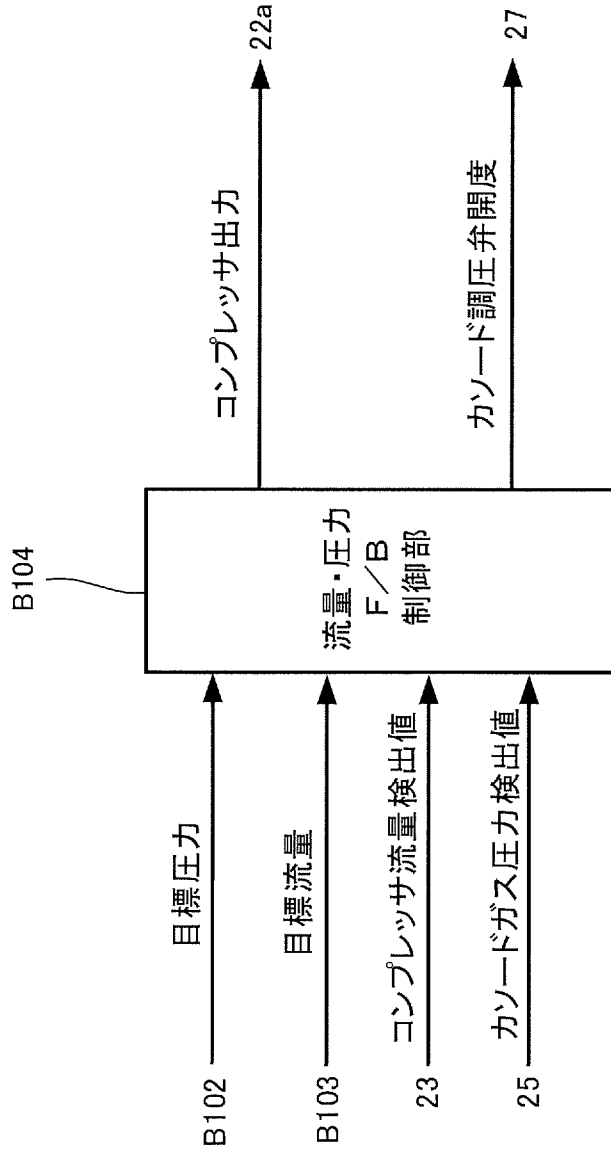 B104
B102
目標圧力
B103
目標流量
23
コンプレッサ流量検出値
25
カソードガス圧力検出値
流量・圧力
F/B
制御部
コンプレッサ出力
22a
カソード調圧弁開度
27